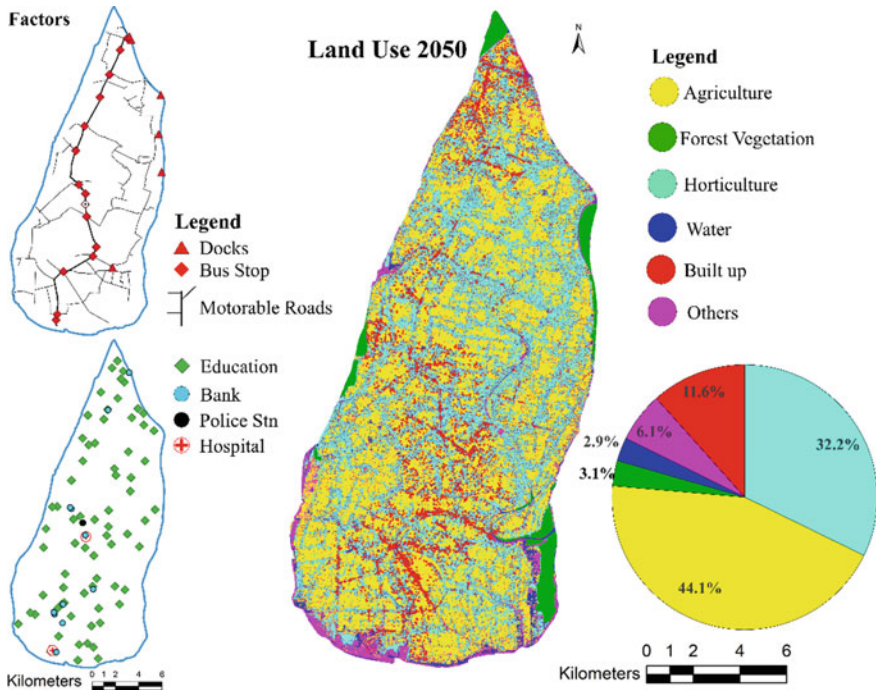 Factors
Legend
Docks
Bus Stop
Motorable Roads
Education
Bank
Police Stn
Hospital
Kilometers
0 1 2 4 6
Land Use 2050
N
Legend
Agriculture
Forest Vegetation
Horticulture
Water
Built up
Others
11.6%
6.1%
2.9%
3.1%
32.2%
44.1%
0 1 2 4 6
Kilometers